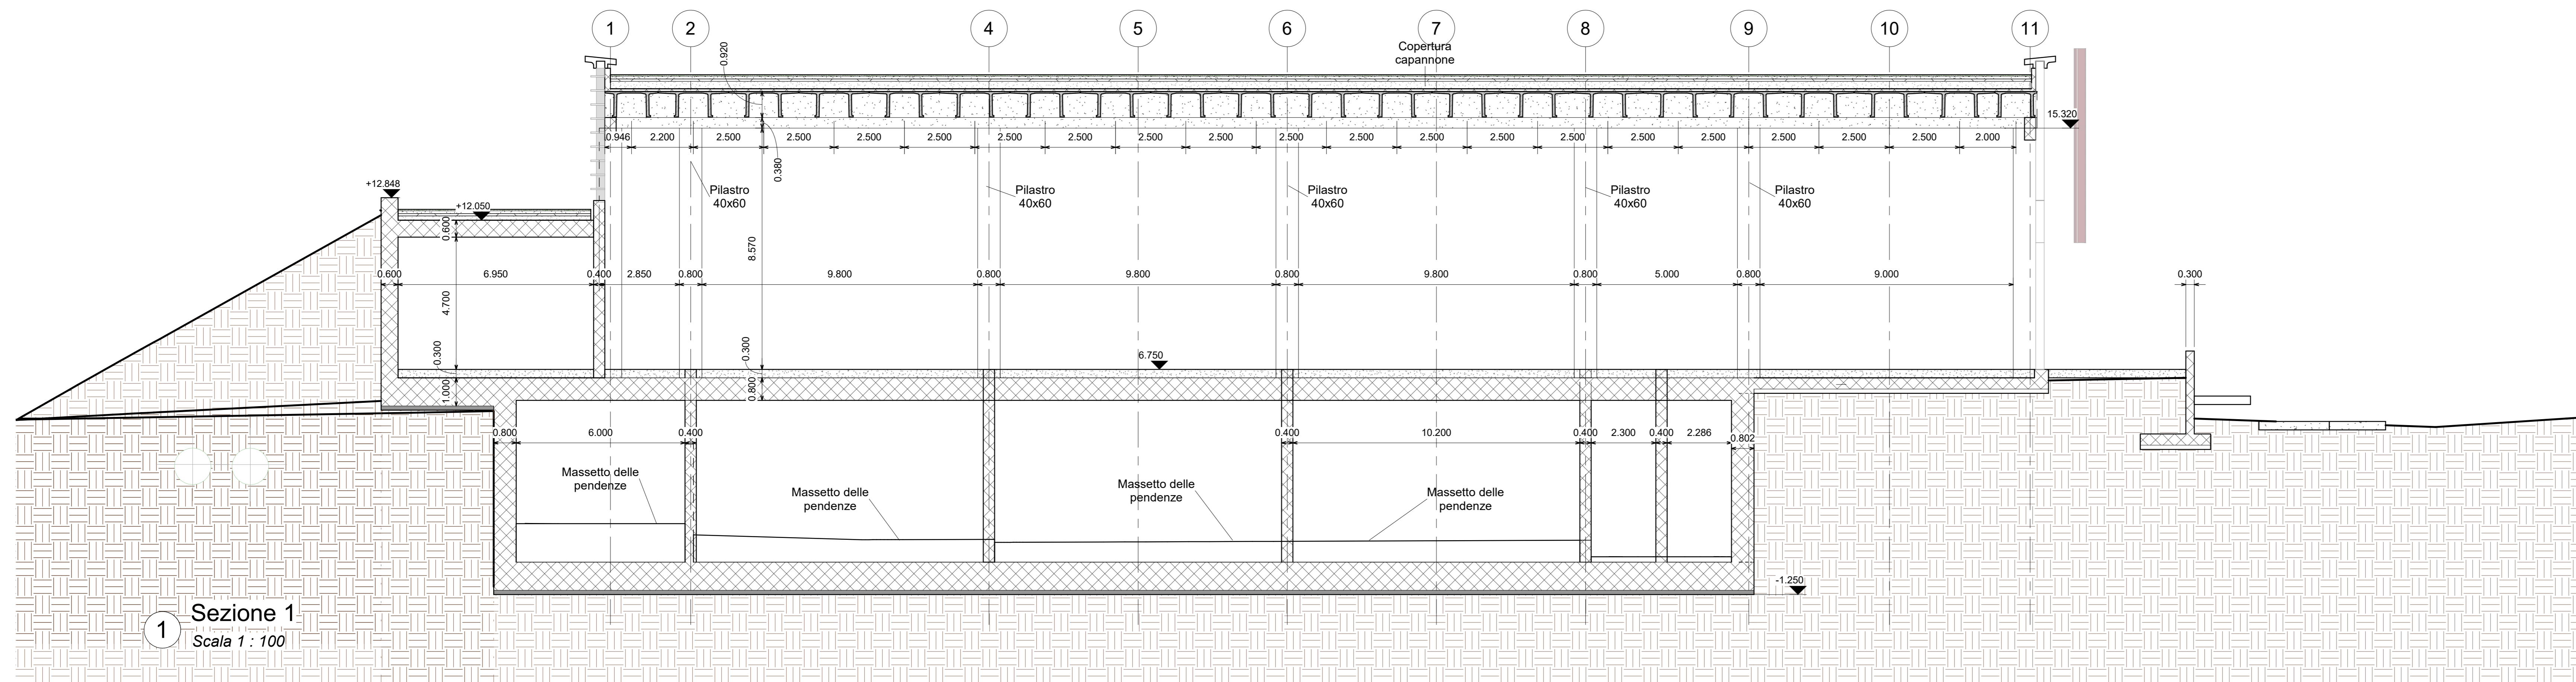 1 2 4 5 6 7 8 9 10 11
Copertura
capannone
0.920
15.320
0.946 2.200 2.500 2.500 2.500 2.500 2.500 2.500 2.500 2.500 2.500 2.500 2.500 2.500 2.500 2.500 2.500 2.500 2.500 2.000
0.380
Pilastro
40x60
Pilastro
40x60
Pilastro
40x60
Pilastro
40x60
Pilastro
40x60
+12.848
+12.050
0.600
8.570
0.600 6.950 0.400 2.850 0.800 9.800 0.800 9.800 0.800 9.800 0.800 5.000 0.800 9.000 0.300
4.700
0.300
0.300
6.750
1.000
0.800
0.800 6.000 0.400 0.400 10.200 0.400 2.300 0.400 2.286 0.802
Massetto delle
pendenze
Massetto delle
pendenze
Massetto delle
pendenze
Massetto delle
pendenze
-1.250
1 Sezione 1
Scala 1 : 100